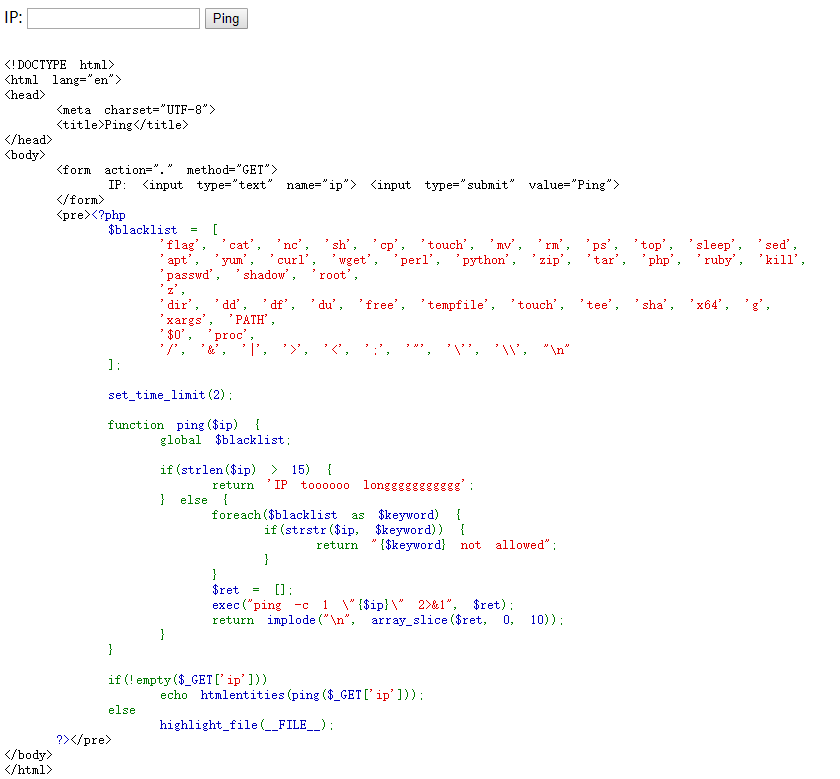 IP: Ping
<!DOCTYPE html>
<html lang="en">
<head>
<meta charset="UTF-8">
<title>Ping</title>
</head>
<body>
<form action="." method="GET">
IP: <input type="text" name="ip"> <input type="submit" value="Ping">
</form>
<pre><?php
$blacklist = [
'flag', 'cat', 'nc', 'sh', 'cp', 'touch', 'mv', 'rm', 'ps', 'top', 'sleep', 'sed',
'apt', 'yum', 'curl', 'wget', 'perl', 'python', 'zip', 'tar', 'php', 'ruby', 'kill',
'passwd', 'shadow', 'root',
'z',
'dir', 'dd', 'df', 'du', 'free', 'tempfile', 'touch', 'tee', 'sha', 'x64', 'g',
'xargs', 'PATH',
'$0', 'proc',
'/', '&', '|', '>', '<', ';', '"', '\'', '\\', "\n"
];
set_time_limit(2);
function ping($ip) {
global $blacklist;
if(strlen($ip) > 15) {
return 'IP toooooo longgggggggggg';
} else {
foreach($blacklist as $keyword) {
if(strstr($ip, $keyword)) {
return "{$keyword} not allowed";
}
}
$ret = [];
exec("ping -c 1 \"{$ip}\" 2>&1", $ret);
return implode("\n", array_slice($ret, 0, 10));
}
}
if(!empty($_GET['ip']))
echo htmlentities(ping($_GET['ip']));
else
highlight_file(__FILE__);
?></pre>
</body>
</html>